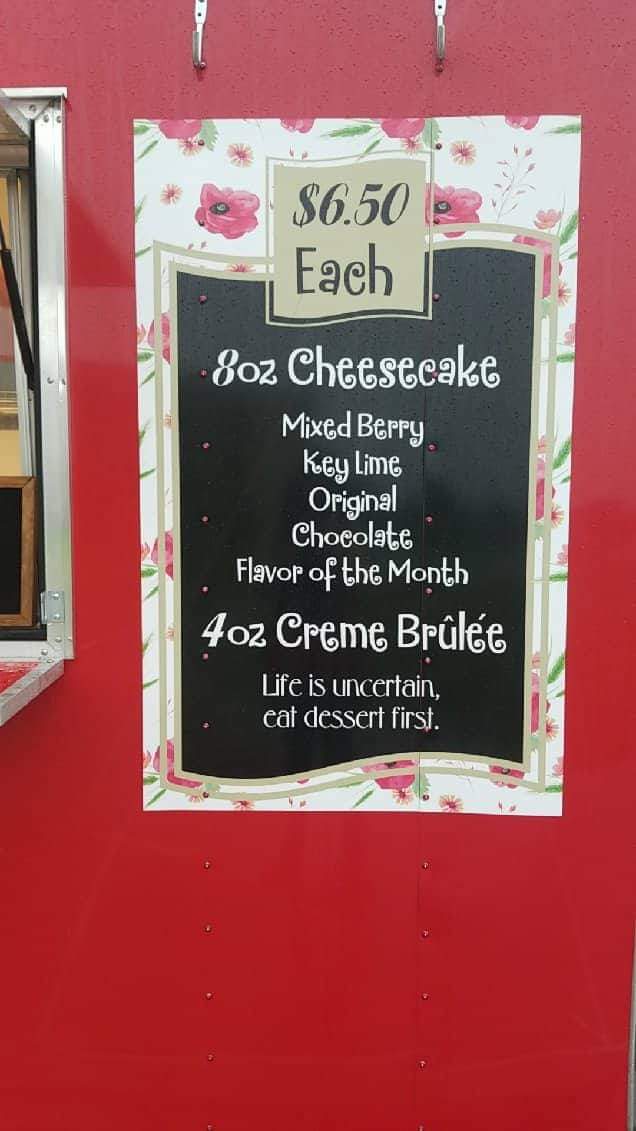 $6.50
Each
8oz Cheesecake
Mixed Berry
Key Lime
Original
Chocolate
Flavor of the Month
4oz Creme Brûlée
Life is uncertain,
eat dessert first.